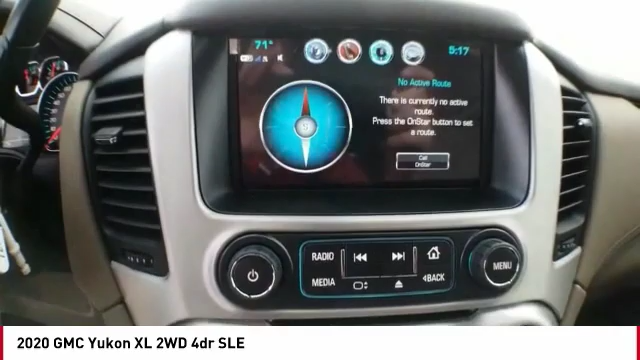 71°
5:17
No Active Route
There is currently no active
route.
Press the OnStar button to set
a route.
Call
OnStar
RADIO
MEDIA
BACK
MENU
2020 GMC Yukon XL 2WD 4dr SLE